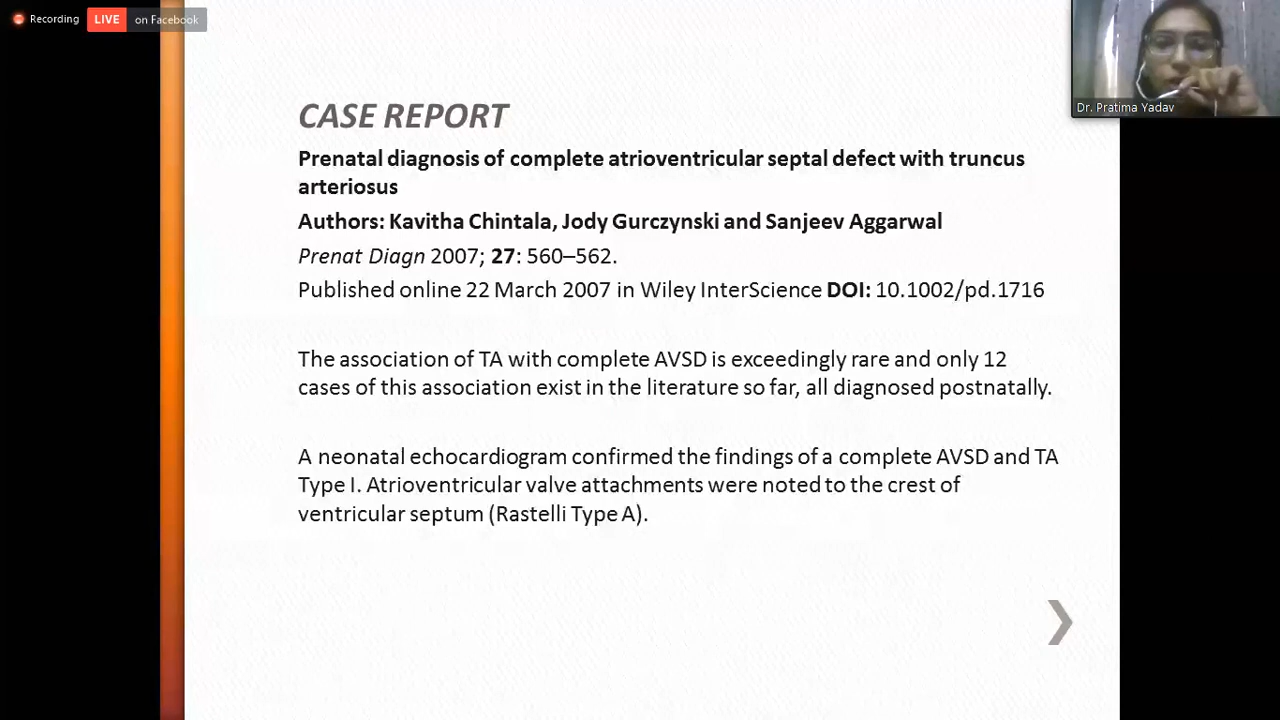 Recording
LIVE on Facebook
Dr. Pratima Yadav
CASE REPORT
Prenatal diagnosis of complete atrioventricular septal defect with truncus
arteriosus
Authors: Kavitha Chintala, Jody Gurczynski and Sanjeev Aggarwal
Prenat Diagn 2007; 27: 560–562.
Published online 22 March 2007 in Wiley InterScience DOI: 10.1002/pd.1716
The association of TA with complete AVSD is exceedingly rare and only 12
cases of this association exist in the literature so far, all diagnosed postnatally.
A neonatal echocardiogram confirmed the findings of a complete AVSD and TA
Type I. Atrioventricular valve attachments were noted to the crest of
ventricular septum (Rastelli Type A).